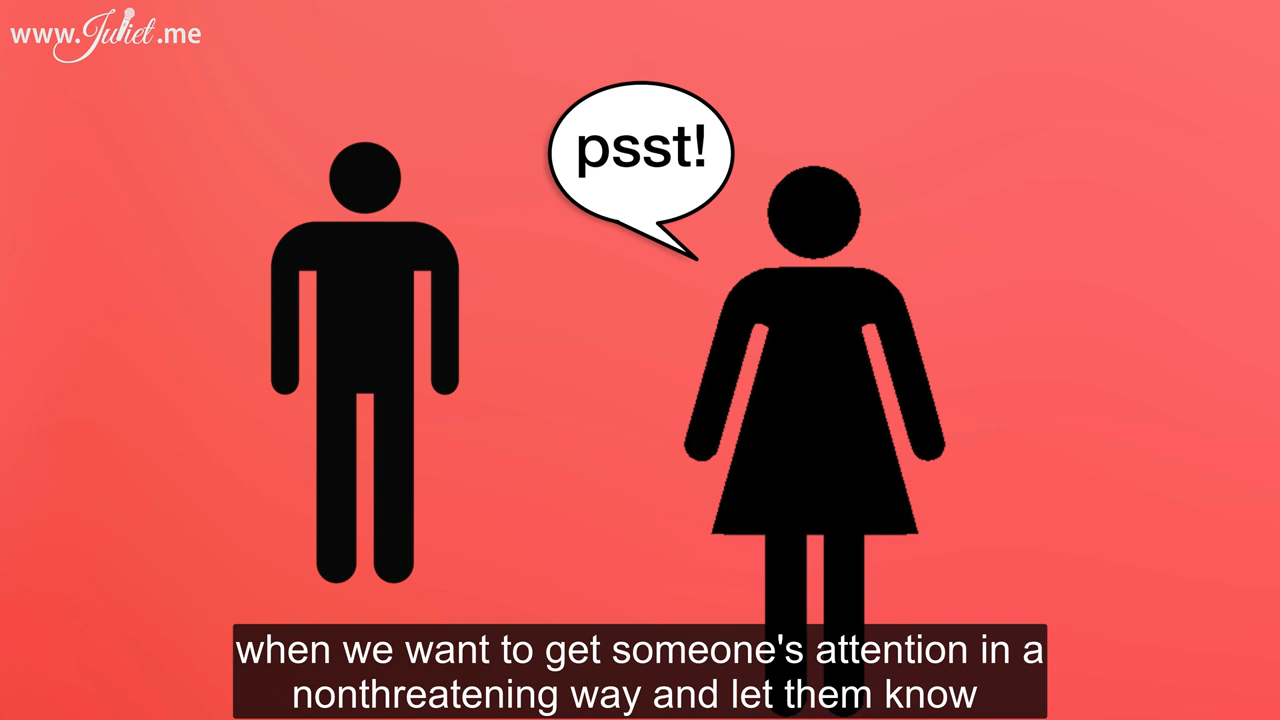 www.Juliet.me
psst!
when we want to get someone's attention in a
nonthreatening way and let them know